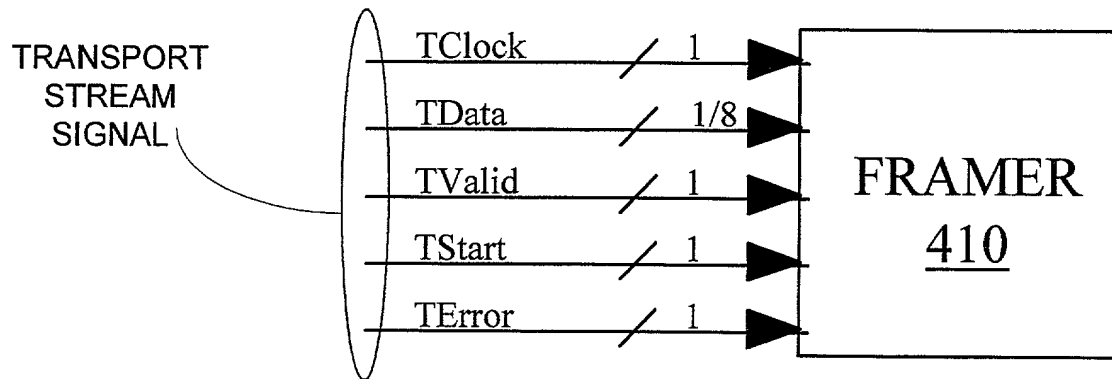 TRANSPORT
STREAM
SIGNAL
TClock 1
TData 1/8
TValid 1
TStart 1
TError 1
FRAMER
410